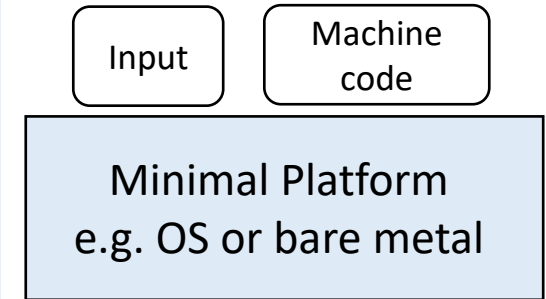 Input
Machine
code
Minimal Platform
e.g. OS or bare metal